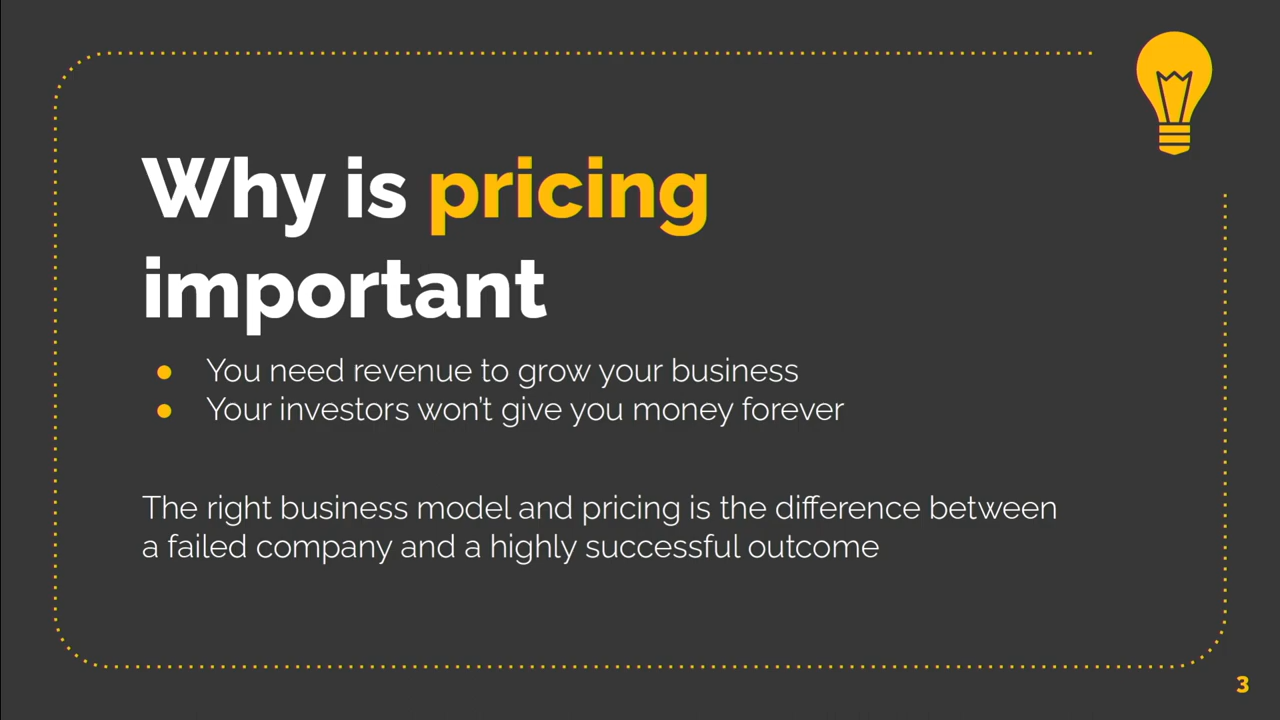 Why is pricing
important
● You need revenue to grow your business
● Your investors won't give you money forever
The right business model and pricing is the difference between
a failed company and a highly successful outcome
3